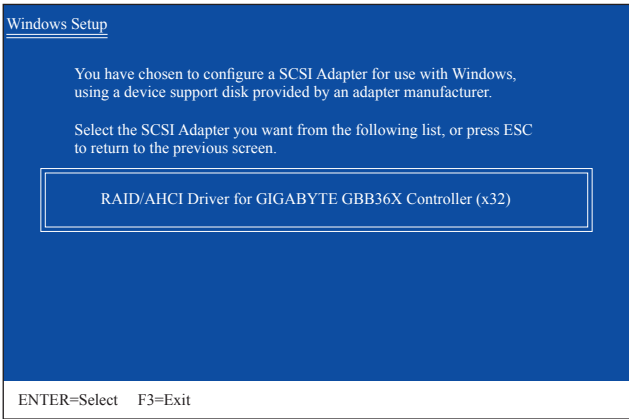 Windows Setup
You have chosen to configure a SCSI Adapter for use with Windows,
using a device support disk provided by an adapter manufacturer.
Select the SCSI Adapter you want from the following list, or press ESC
to return to the previous screen.
RAID/AHCI Driver for GIGABYTE GBB36X Controller (x32)
ENTER=Select    F3=Exit